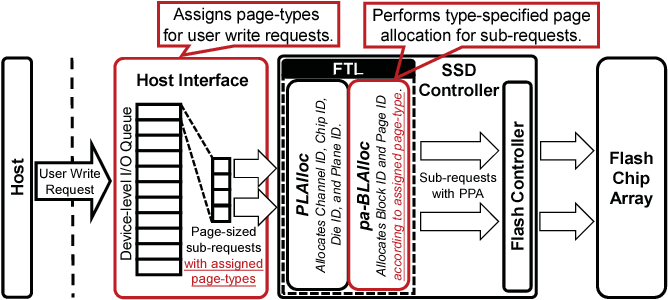 Assigns page-types
for user write requests.
Performs type-specified page
allocation for sub-requests.
Host
User Write
Request
Host Interface
Device-level I/O Queue
Page-sized
sub-requests
with assigned
page-types
FTL
PLAlloc
Allocates Channel ID, Chip ID,
Die ID, and Plane ID.
pa-BLAlloc
Allocates Block ID and Page ID
according to assigned page-type.
SSD
Controller
Sub-requests
with PPA
Flash Controller
Flash
Chip
Array